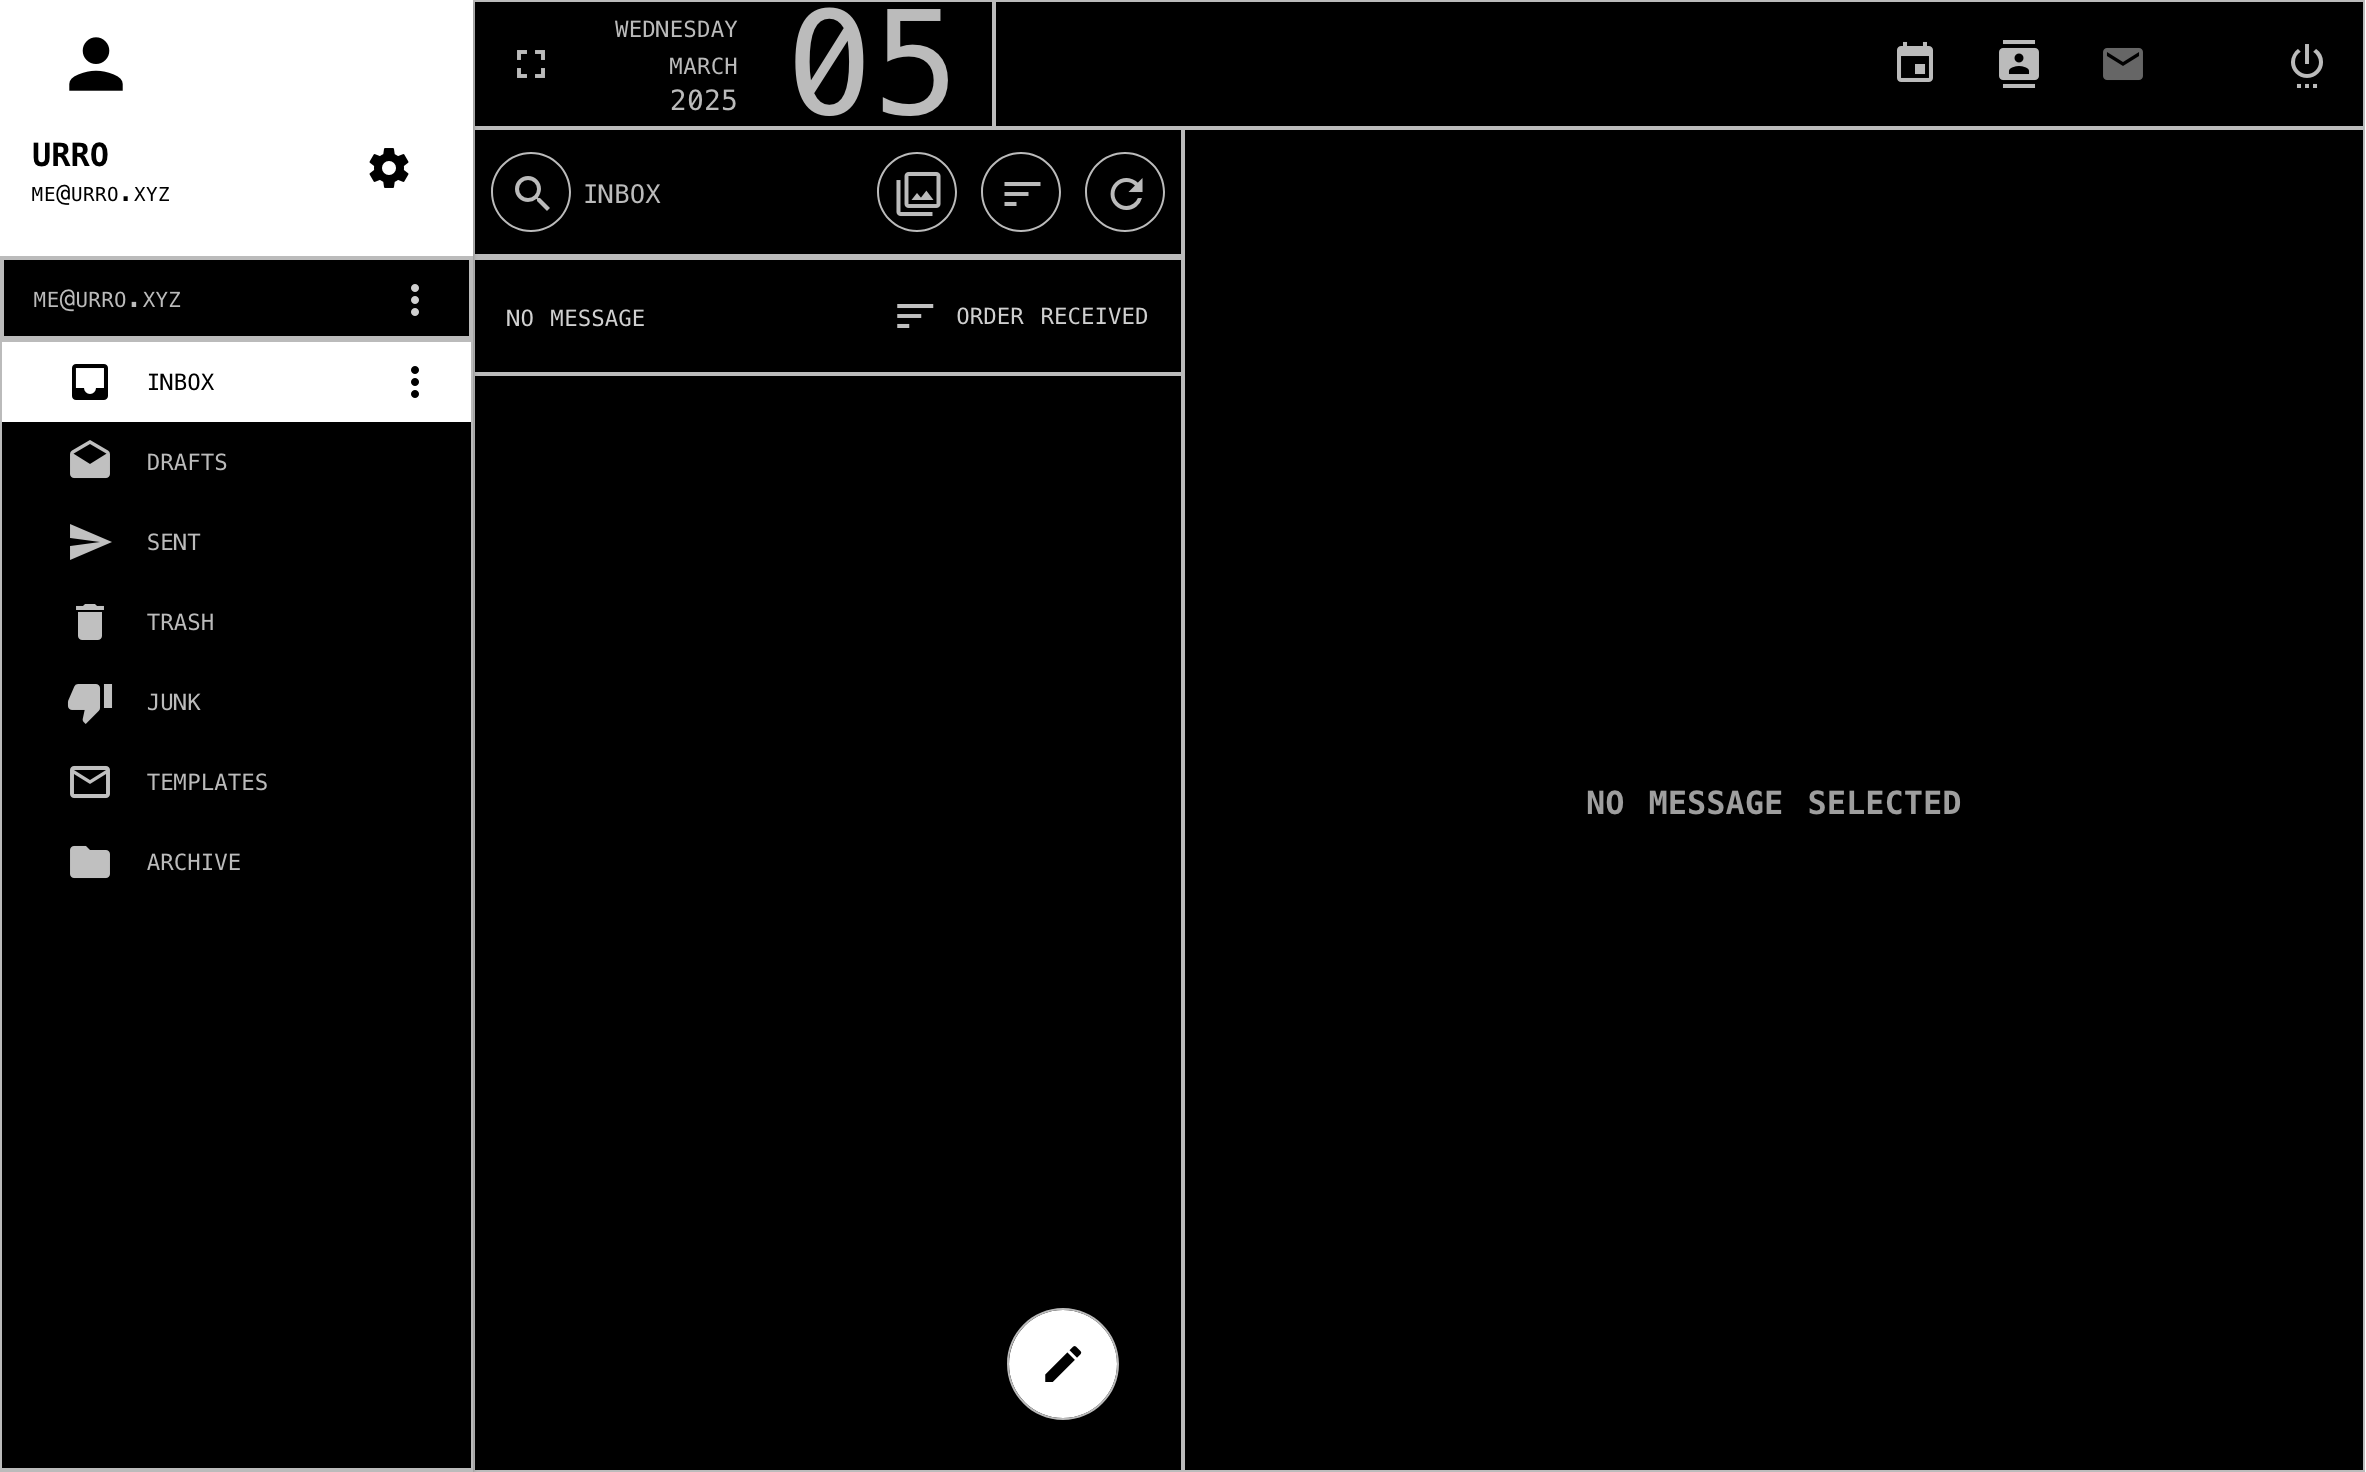 URRO
ME@URRO.XYZ
ME@URRO.XYZ
INBOX
DRAFTS
SENT
TRASH
JUNK
TEMPLATES
ARCHIVE
WEDNESDAY
MARCH
2025
05
INBOX
NO MESSAGE
ORDER RECEIVED
NO MESSAGE SELECTED